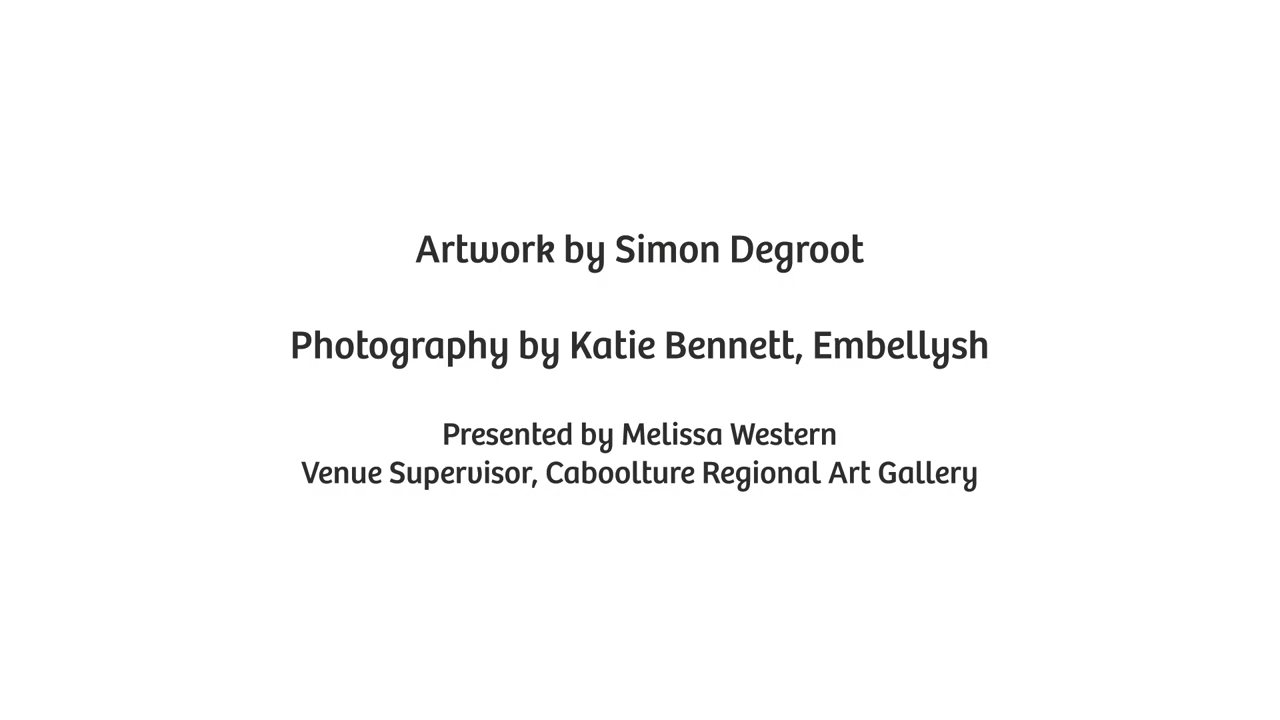 Artwork by Simon Degroot
Photography by Katie Bennett, Embellysh
Presented by Melissa Western
Venue Supervisor, Caboolture Regional Art Gallery